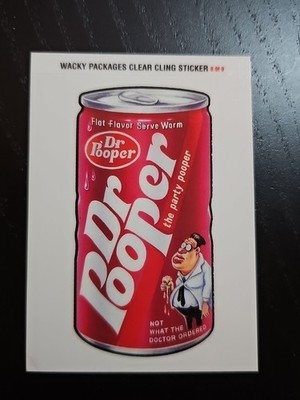 WACKY PACKAGES CLEAR CLING STICKER
Flat Flavor Serve Warm
Dr
Pooper
Dr
Pooper
the party pooper
NOT
WHAT THE
DOCTOR ORDERED